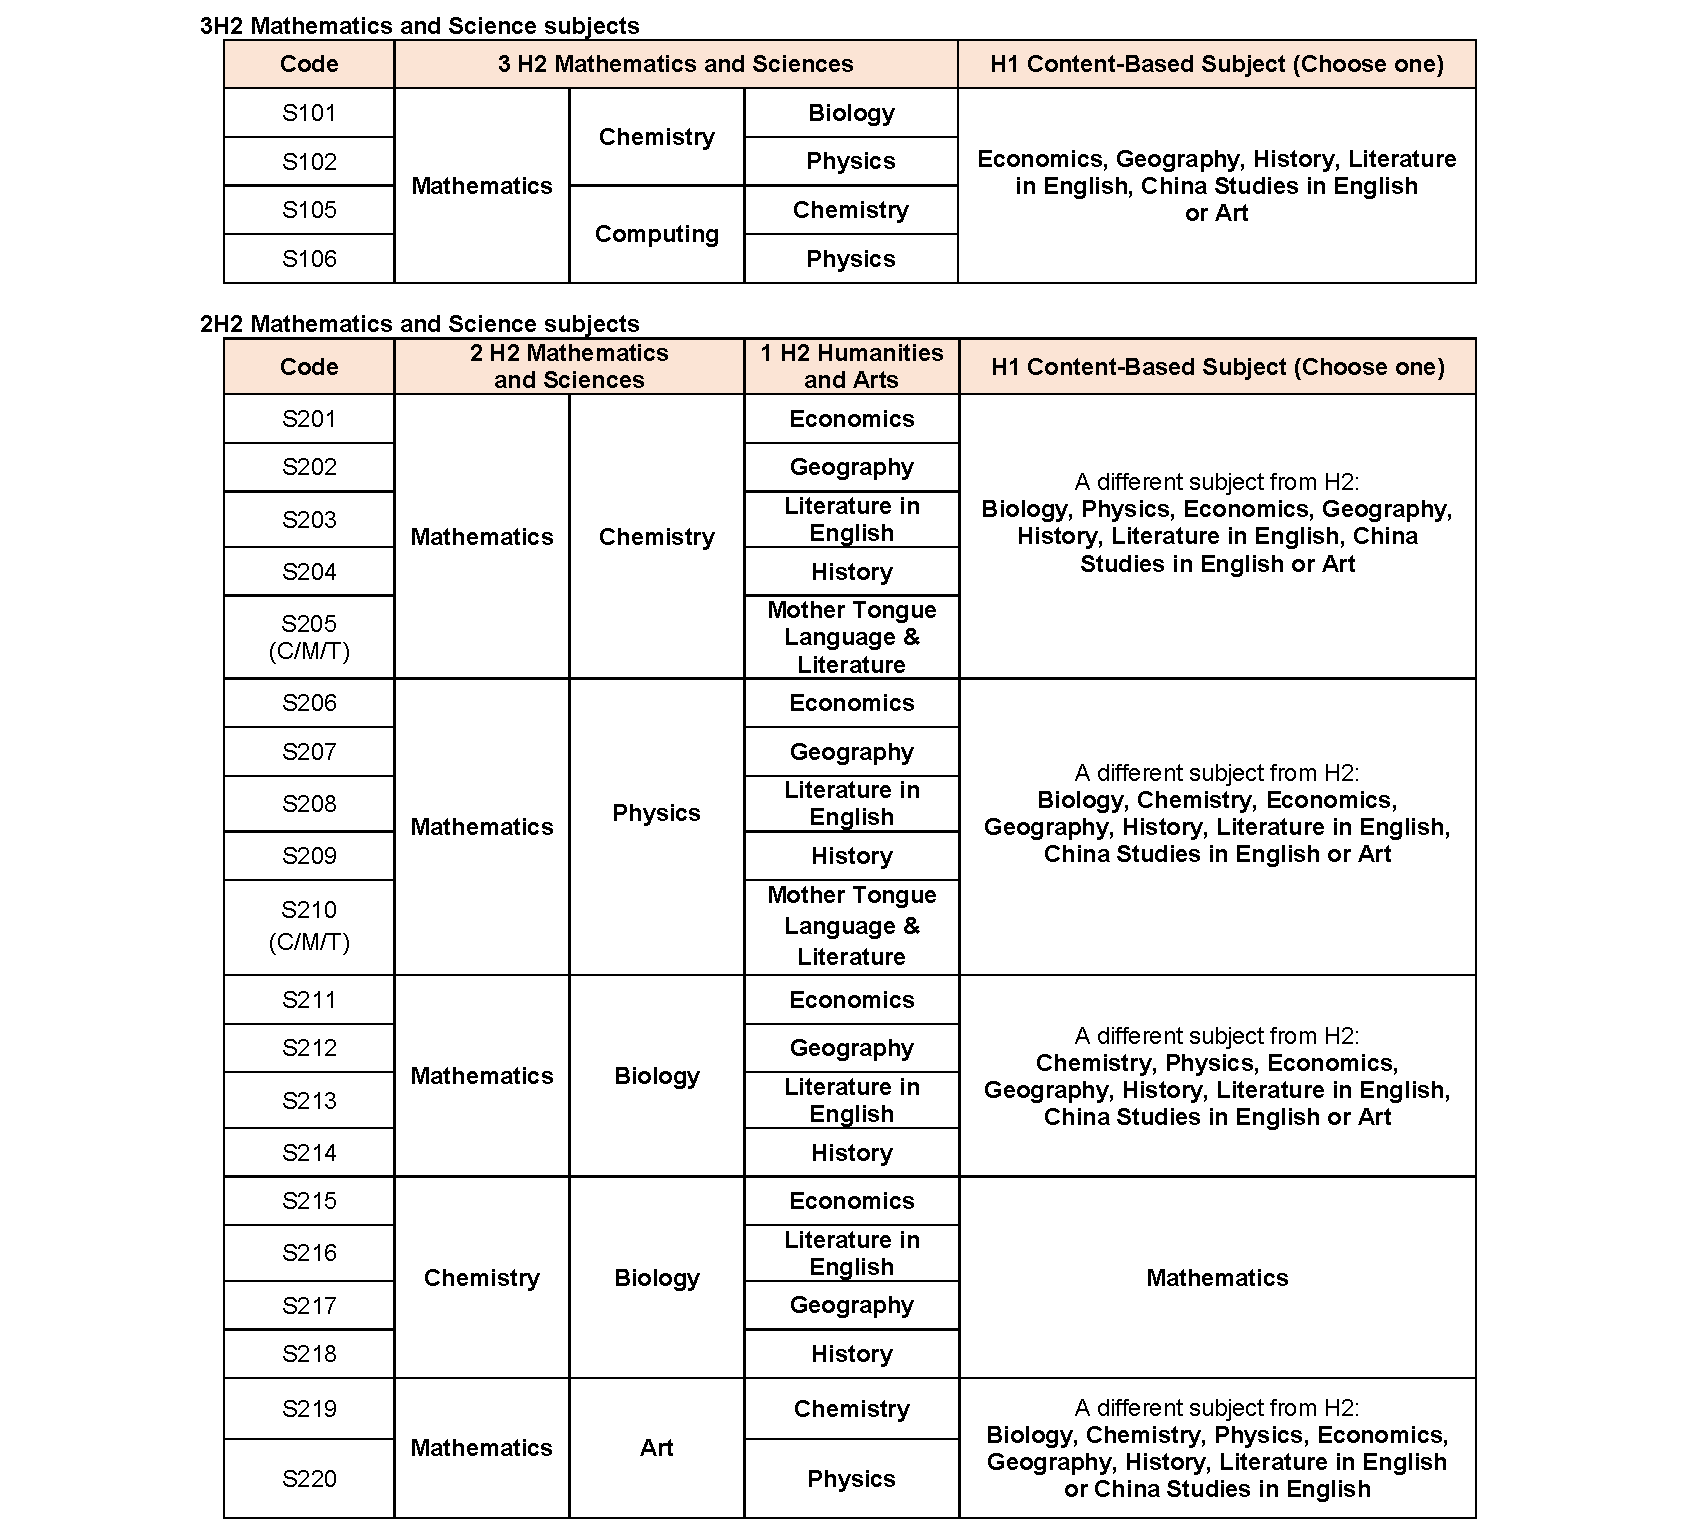 3H2 Mathematics and Science subjects
Code
3 H2 Mathematics and Sciences
H1 Content-Based Subject (Choose one)
S101
Mathematics
Chemistry
Biology
Economics, Geography, History, Literature
in English, China Studies in English
or Art
S102
Physics
S105
Computing
Chemistry
S106
Physics
2H2 Mathematics and Science subjects
Code
2 H2 Mathematics
and Sciences
1 H2 Humanities
and Arts
H1 Content-Based Subject (Choose one)
S201
Mathematics
Chemistry
Economics
A different subject from H2:
Biology, Physics, Economics, Geography,
History, Literature in English, China
Studies in English or Art
S202
Geography
S203
Literature in
English
S204
History
S205
(C/M/T)
Mother Tongue
Language &
Literature
S206
Mathematics
Physics
Economics
A different subject from H2:
Biology, Chemistry, Economics,
Geography, History, Literature in English,
China Studies in English or Art
S207
Geography
S208
Literature in
English
S209
History
S210
(C/M/T)
Mother Tongue
Language &
Literature
S211
Mathematics
Biology
Economics
A different subject from H2:
Chemistry, Physics, Economics,
Geography, History, Literature in English,
China Studies in English or Art
S212
Geography
S213
Literature in
English
S214
History
S215
Chemistry
Biology
Economics
Mathematics
S216
Literature in
English
S217
Geography
S218
History
S219
Mathematics
Art
Chemistry
A different subject from H2:
Biology, Chemistry, Physics, Economics,
Geography, History, Literature in English
or China Studies in English
S220
Physics